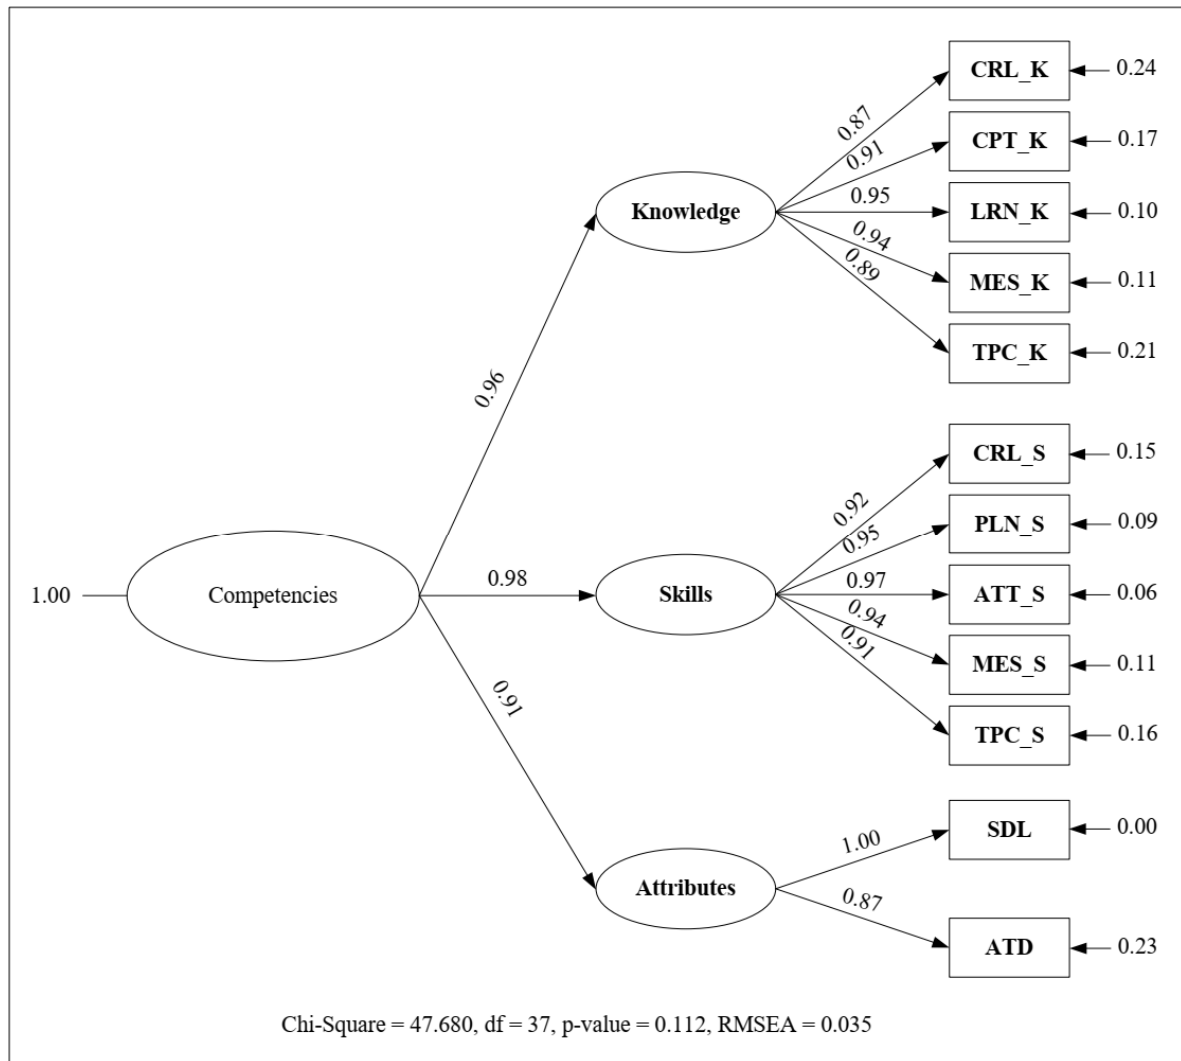 CRL_K
0.24
0.87
CPT_K
0.17
0.91
Knowledge
0.95
LRN_K
0.10
0.94
MES_K
0.11
0.89
TPC_K
0.21
0.96
CRL_S
0.15
0.92
PLN_S
0.09
0.95
1.00
Competencies
0.98
Skills
0.97
ATT_S
0.06
0.94
MES_S
0.11
0.91
TPC_S
0.16
0.91
SDL
0.00
1.00
Attributes
0.87
ATD
0.23
Chi-Square = 47.680, df = 37, p-value = 0.112, RMSEA = 0.035